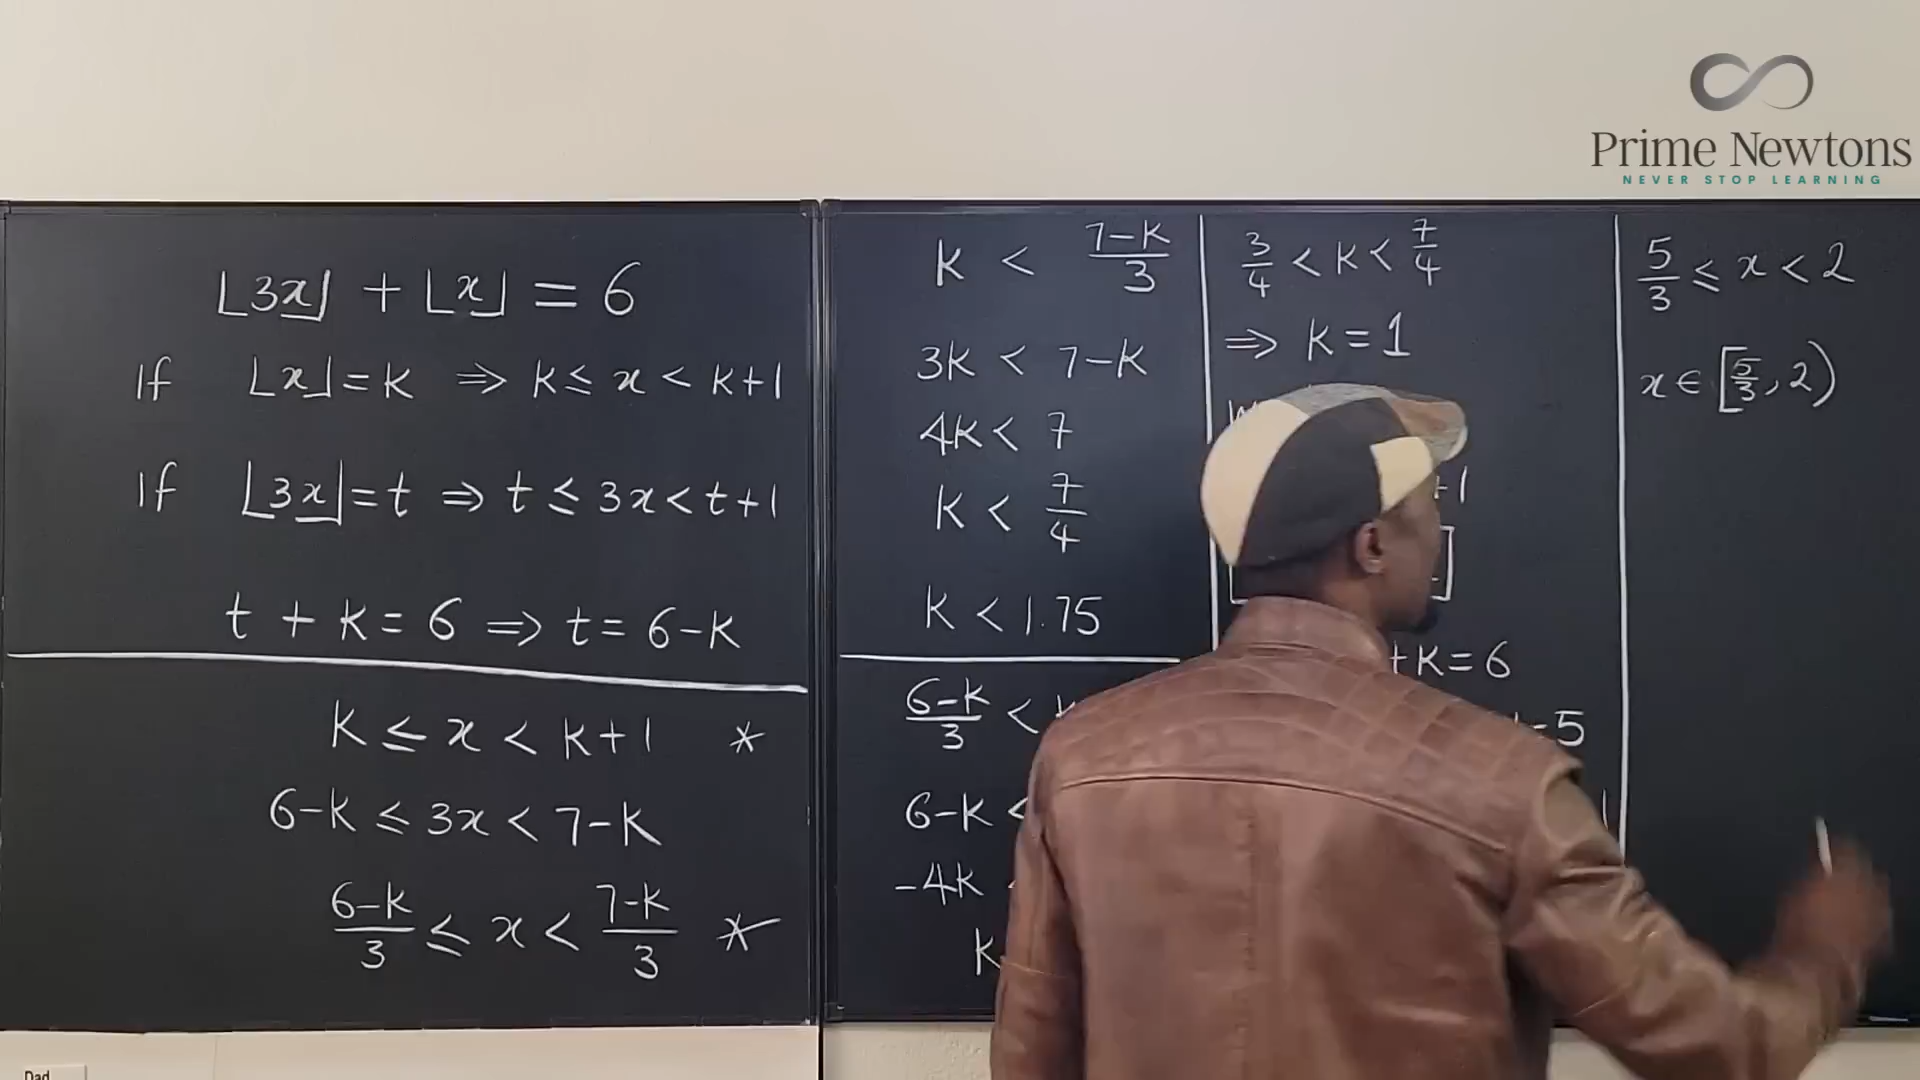 Prime Newtons
NEVER STOP LEARNING
⌊3x⌋ + ⌊x⌋ = 6
If ⌊x⌋ = k ⇒ k ≤ x < k+1
If ⌊3x⌋ = t ⇒ t ≤ 3x < t+1
t + k = 6 ⇒ t = 6-k
k ≤ x < k+1 *
6-k ≤ 3x < 7-k
(6-k)/3 ≤ x < (7-k)/3 *
k < (7-k)/3
3k < 7-k
4k < 7
k < 7/4
k < 1.75
(6-k)/3 <
6-k <
-4k
k
3/4 < k < 7/4
⇒ k = 1
+1
+k = 6
5
5/3 ≤ x < 2
x ∈ [5/3, 2)
Dad